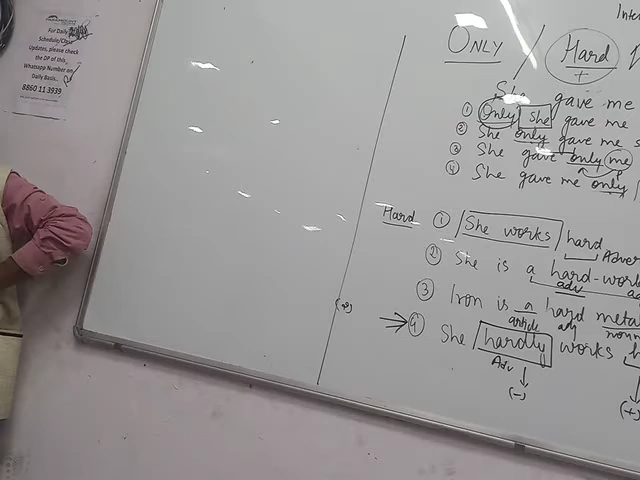 For Daily
Schedule/Class
Updates, please check
the DP of this
Whatsapp Number on
Daily Basis..
8860 11 3939
ONLY / Hard
+
She gave me
① Only she gave me
② She only gave me s
③ She gave only me
④ She gave me only
Hard ① She works hard
Adver
② She is a hard-work
adv
③ Iron is a hard metal
article adj noun
④ She hardly works h
Adv
(-) (+)